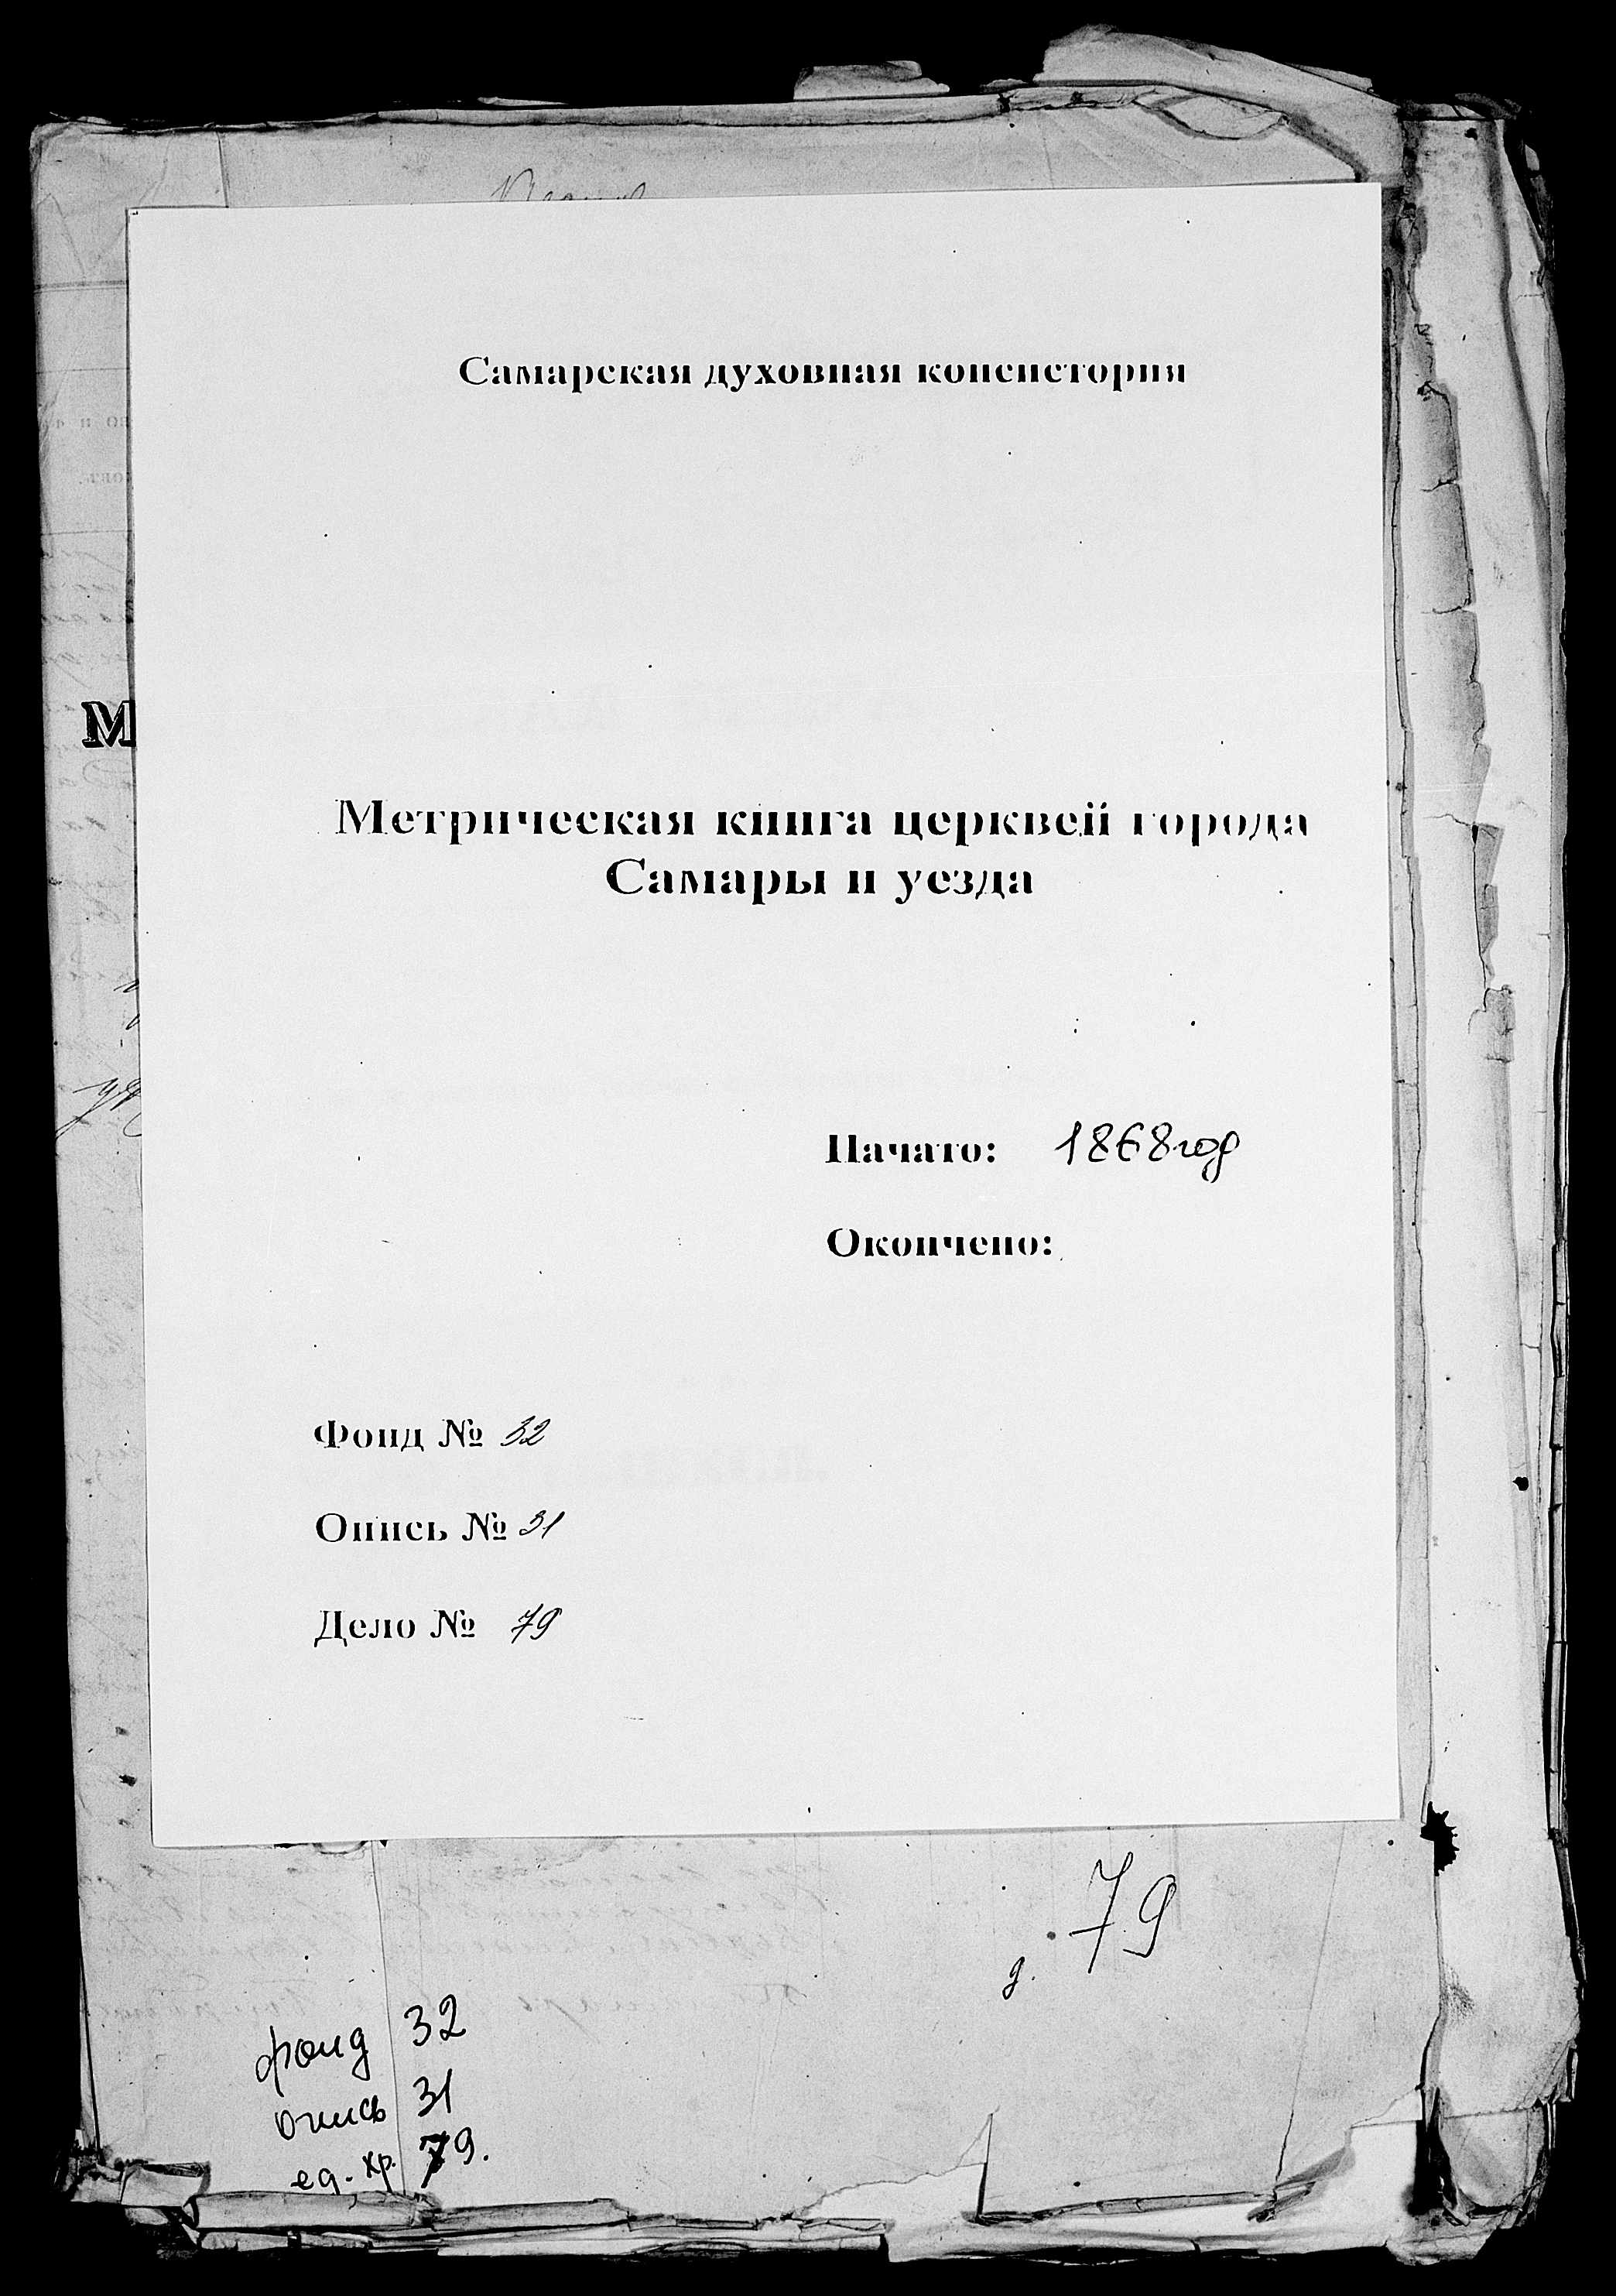 Самарская духовная консистория
М
Метрическая книга церквей города
Самары и уезда
Начато: 1868 год
Окончено:
Фонд № 32
Опись № 31
Дело № 79
д. 79
фонд 32
опись 31
ед. хр. 79.